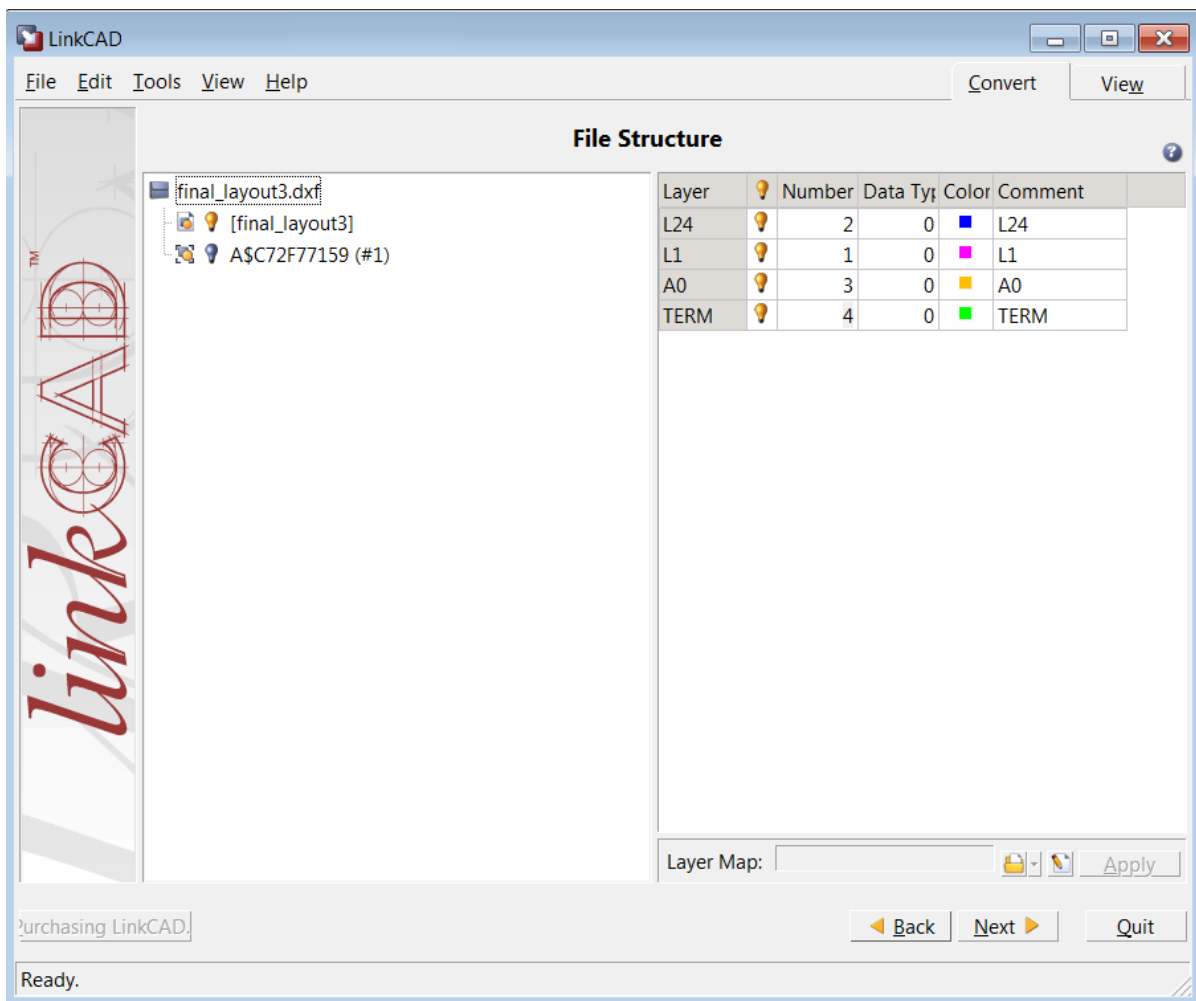 LinkCAD
File Edit Tools View Help Convert View
File Structure
final_layout3.dxf
[final_layout3]
A$C72F77159 (#1)
Layer Number Data Typ Color Comment
L24 2 0 L24
L1 1 0 L1
A0 3 0 A0
TERM 4 0 TERM
linkCAD™
Layer Map: Apply
Purchasing LinkCAD.
Back Next Quit
Ready.